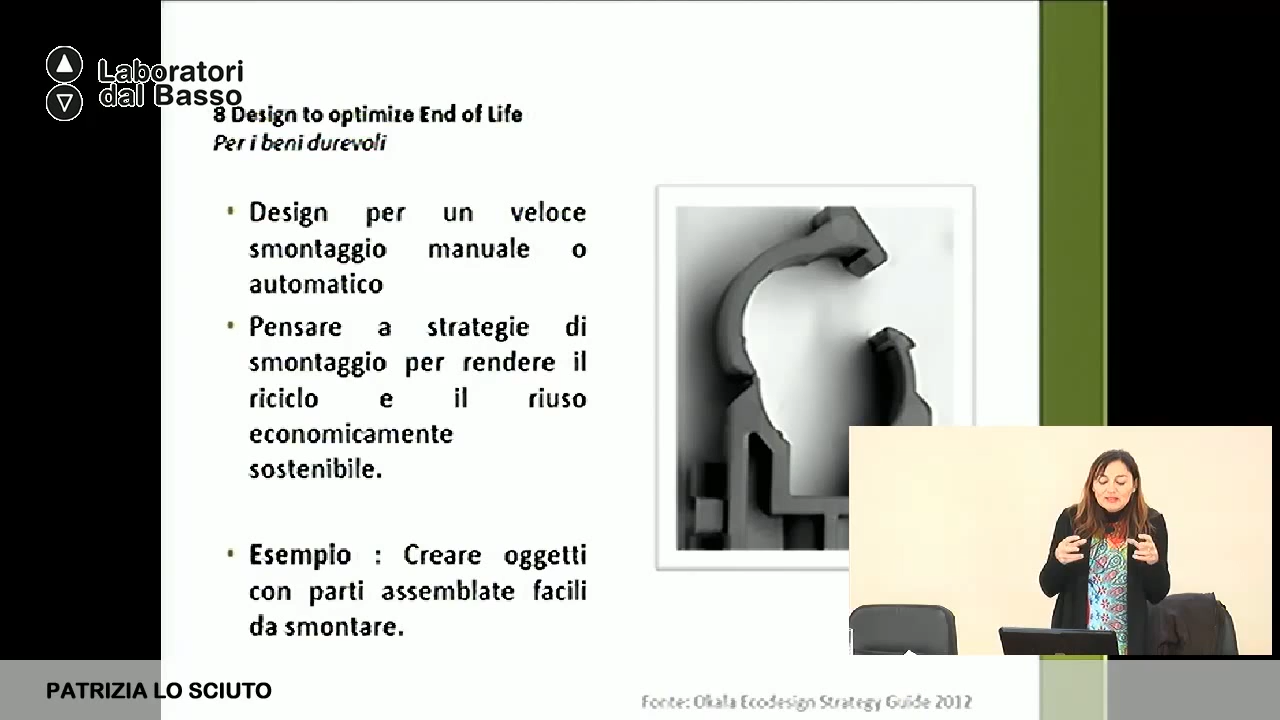 Laboratori
dal Basso
8 Design to optimize End of Life
Per i beni durevoli
• Design per un veloce
smontaggio manuale o
automatico
• Pensare a strategie di
smontaggio per rendere il
riciclo e il riuso
economicamente
sostenibile.
• Esempio : Creare oggetti
con parti assemblate facili
da smontare.
Fonte: Okala Ecodesign Strategy Guide 2012
PATRIZIA LO SCIUTO